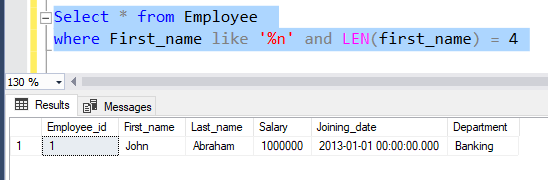 Select * from Employee
where First_name like '%n' and LEN(first_name) = 4
130 %
Results Messages
Employee_id First_name Last_name Salary Joining_date Department
1 1 John Abraham 1000000 2013-01-01 00:00:00.000 Banking